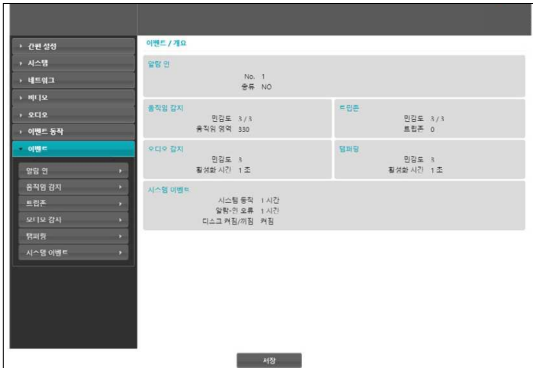 간편 설정
시스템
네트워크
비디오
오디오
이벤트 동작
이벤트
알람 인
움직임 감지
트립존
오디오 감지
탬퍼링
시스템 이벤트
이벤트 / 개요
알람 인
No. 1
종류 NO
움직임 감지
민감도 3 / 3
움직임 영역 330
트립존
민감도 3 / 3
트립존 0
오디오 감지
민감도 3
활성화 시간 1 초
탬퍼링
민감도 3
활성화 시간 1 초
시스템 이벤트
시스템 동작 1 시간
알람-인 오류 1 시간
디스크 켜짐/꺼짐 켜짐
저장